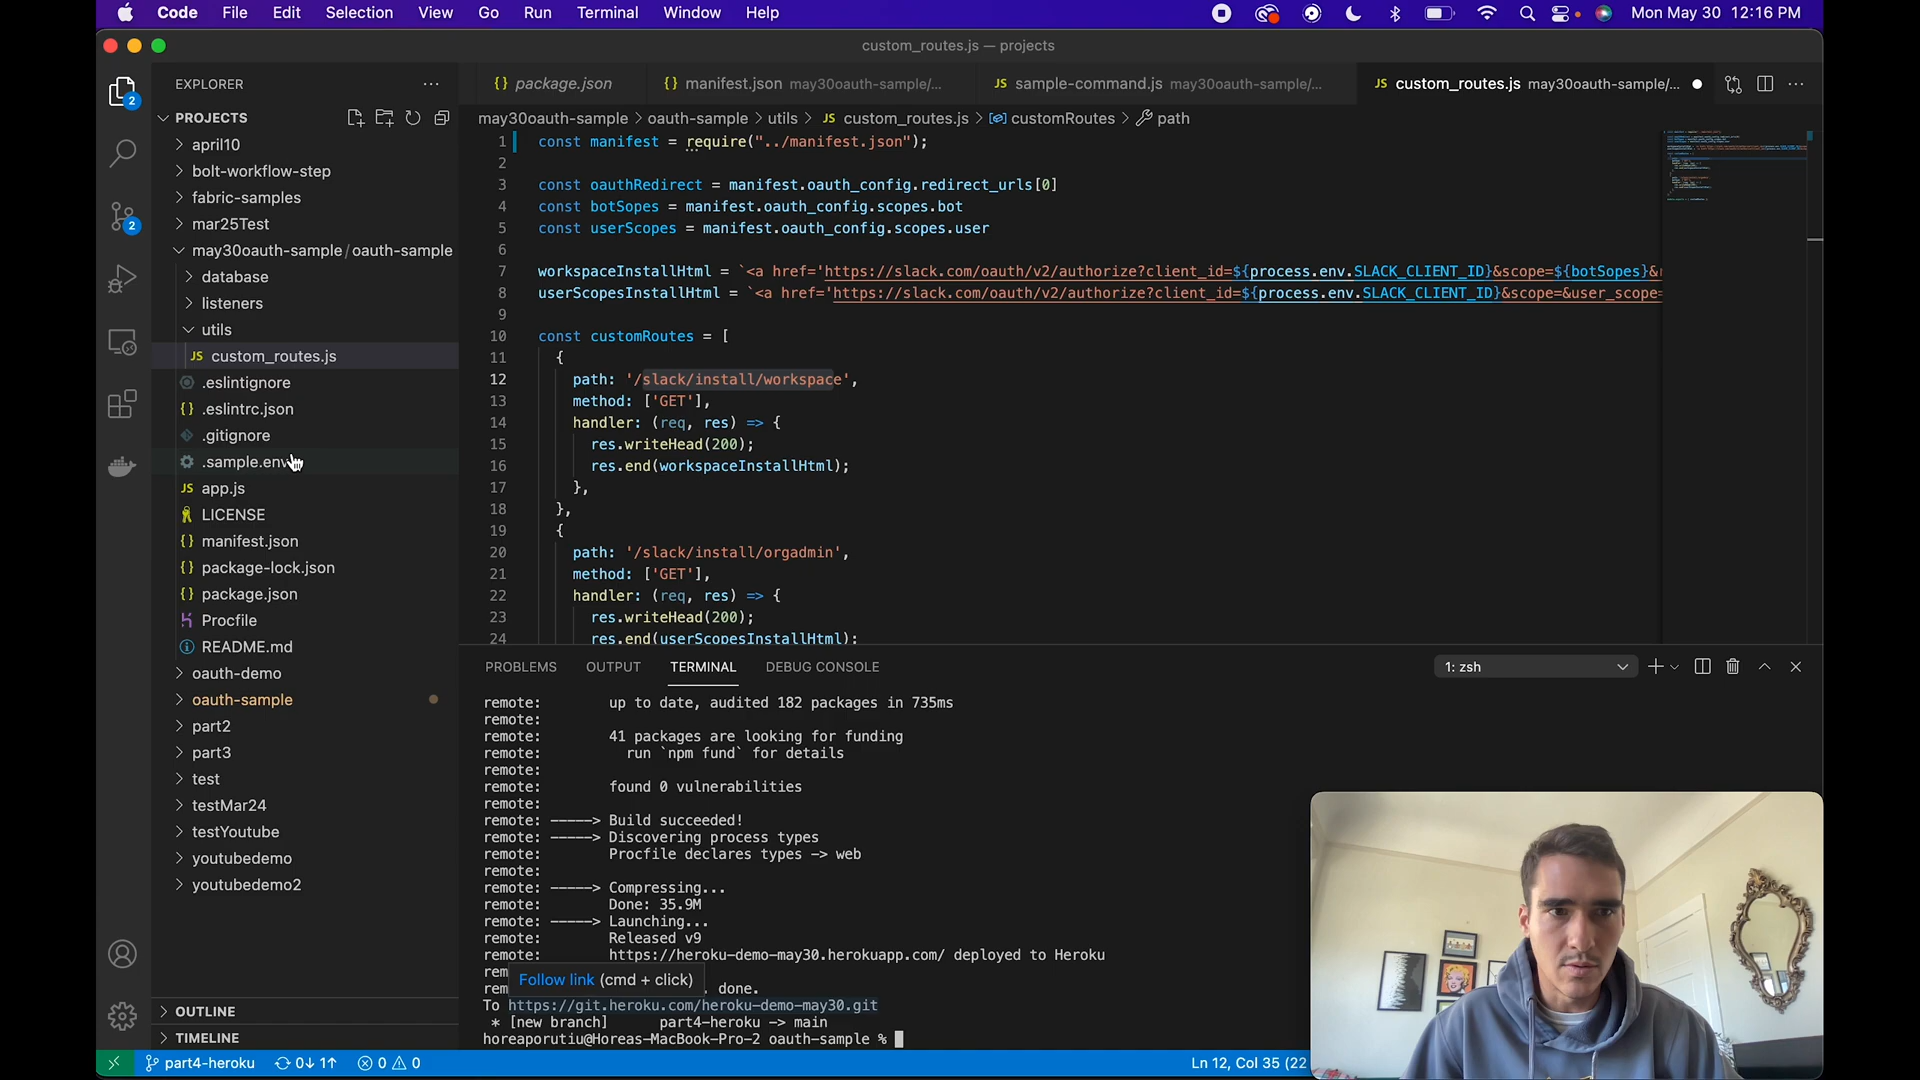 Code File Edit Selection View Go Run Terminal Window Help Mon May 30 12:16 PM
custom_routes.js — projects
EXPLORER
package.json
manifest.json may30oauth-sample/...
sample-command.js may30oauth-sample/...
custom_routes.js may30oauth-sample/...
PROJECTS
may30oauth-sample > oauth-sample > utils > JS custom_routes.js > customRoutes > path
april10
bolt-workflow-step
fabric-samples
mar25Test
may30oauth-sample / oauth-sample
database
listeners
utils
JS custom_routes.js
.eslintignore
{} .eslintrc.json
.gitignore
.sample.env
JS app.js
LICENSE
{} manifest.json
{} package-lock.json
{} package.json
Procfile
README.md
oauth-demo
oauth-sample
part2
part3
test
testMar24
testYoutube
youtubedemo
youtubedemo2
OUTLINE
TIMELINE
2
2
1 const manifest = require("../manifest.json");
2
3 const oauthRedirect = manifest.oauth_config.redirect_urls[0]
4 const botSopes = manifest.oauth_config.scopes.bot
5 const userScopes = manifest.oauth_config.scopes.user
6
7 workspaceInstallHtml = `<a href='https://slack.com/oauth/v2/authorize?client_id=${process.env.SLACK_CLIENT_ID}&scope=${botSopes}&
8 userScopesInstallHtml = `<a href='https://slack.com/oauth/v2/authorize?client_id=${process.env.SLACK_CLIENT_ID}&scope=&user_scope=
9
10 const customRoutes = [
11 {
12 path: '/slack/install/workspace',
13 method: ['GET'],
14 handler: (req, res) => {
15 res.writeHead(200);
16 res.end(workspaceInstallHtml);
17 },
18 },
19 {
20 path: '/slack/install/orgadmin',
21 method: ['GET'],
22 handler: (req, res) => {
23 res.writeHead(200);
24 res.end(userScopesInstallHtml);
PROBLEMS OUTPUT TERMINAL DEBUG CONSOLE 1: zsh
remote: up to date, audited 182 packages in 735ms
remote:
remote: 41 packages are looking for funding
remote: run `npm fund` for details
remote:
remote: found 0 vulnerabilities
remote:
remote: -----> Build succeeded!
remote: -----> Discovering process types
remote: Procfile declares types -> web
remote:
remote: -----> Compressing...
remote: Done: 35.9M
remote: -----> Launching...
remote: Released v9
remote: https://heroku-demo-may30.herokuapp.com/ deployed to Heroku
rem
Follow link (cmd + click)
rem done.
To https://git.heroku.com/heroku-demo-may30.git
* [new branch] part4-heroku -> main
horeaporutiu@Horeas-MacBook-Pro-2 oauth-sample %
part4-heroku 0↓ 1↑ 0 0 Ln 12, Col 35 (22